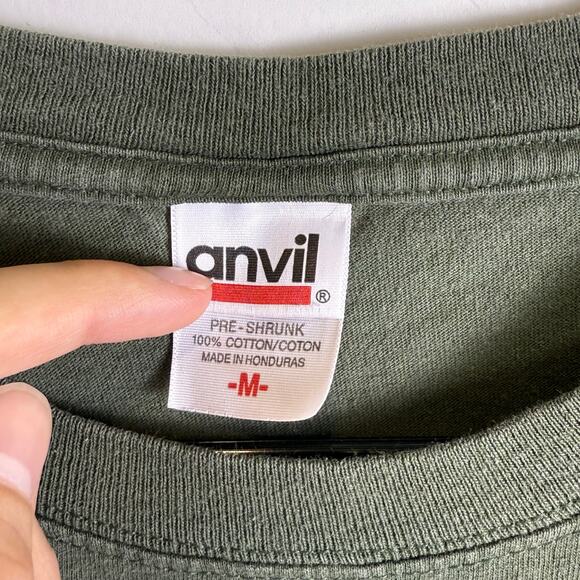 anvil
®
PRE-SHRUNK
100% COTTON/COTON
MADE IN HONDURAS
-M-